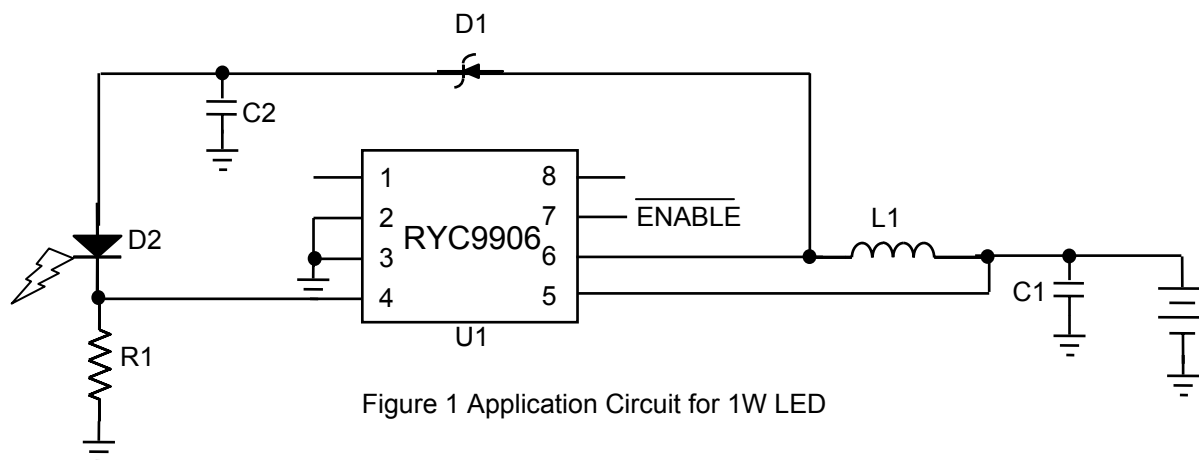 D1
C2
1 8
2 7 ENABLE
RYC9906
3 6
4 5
L1
D2
C1
U1
R1
Figure 1 Application Circuit for 1W LED